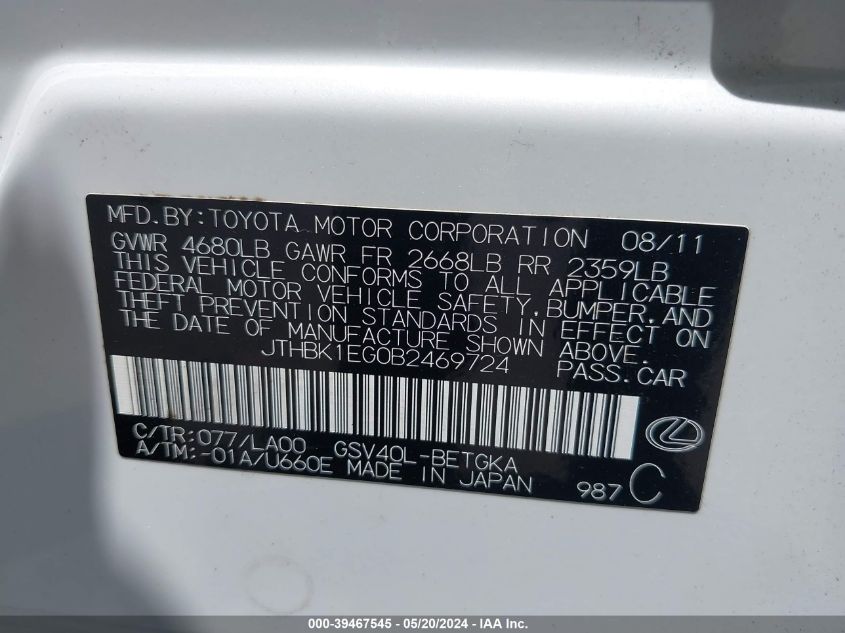 MFD.BY:TOYOTA MOTOR CORPORATION 08/11
GVWR 4680LB GAWR FR 2668LB RR 2359LB
THIS VEHICLE CONFORMS TO ALL APPLICABLE
FEDERAL MOTOR VEHICLE SAFETY,BUMPER,AND
THEFT PREVENTION STANDARDS IN EFFECT ON
THE DATE OF MANUFACTURE SHOWN ABOVE.
JTHBK1EG0B2469724 PASS.CAR
C/TR:077/LA00 GSV40L-BETGKA
A/TM:-01A/U660E MADE IN JAPAN 987 C
000-39467545 - 05/20/2024 - IAA Inc.